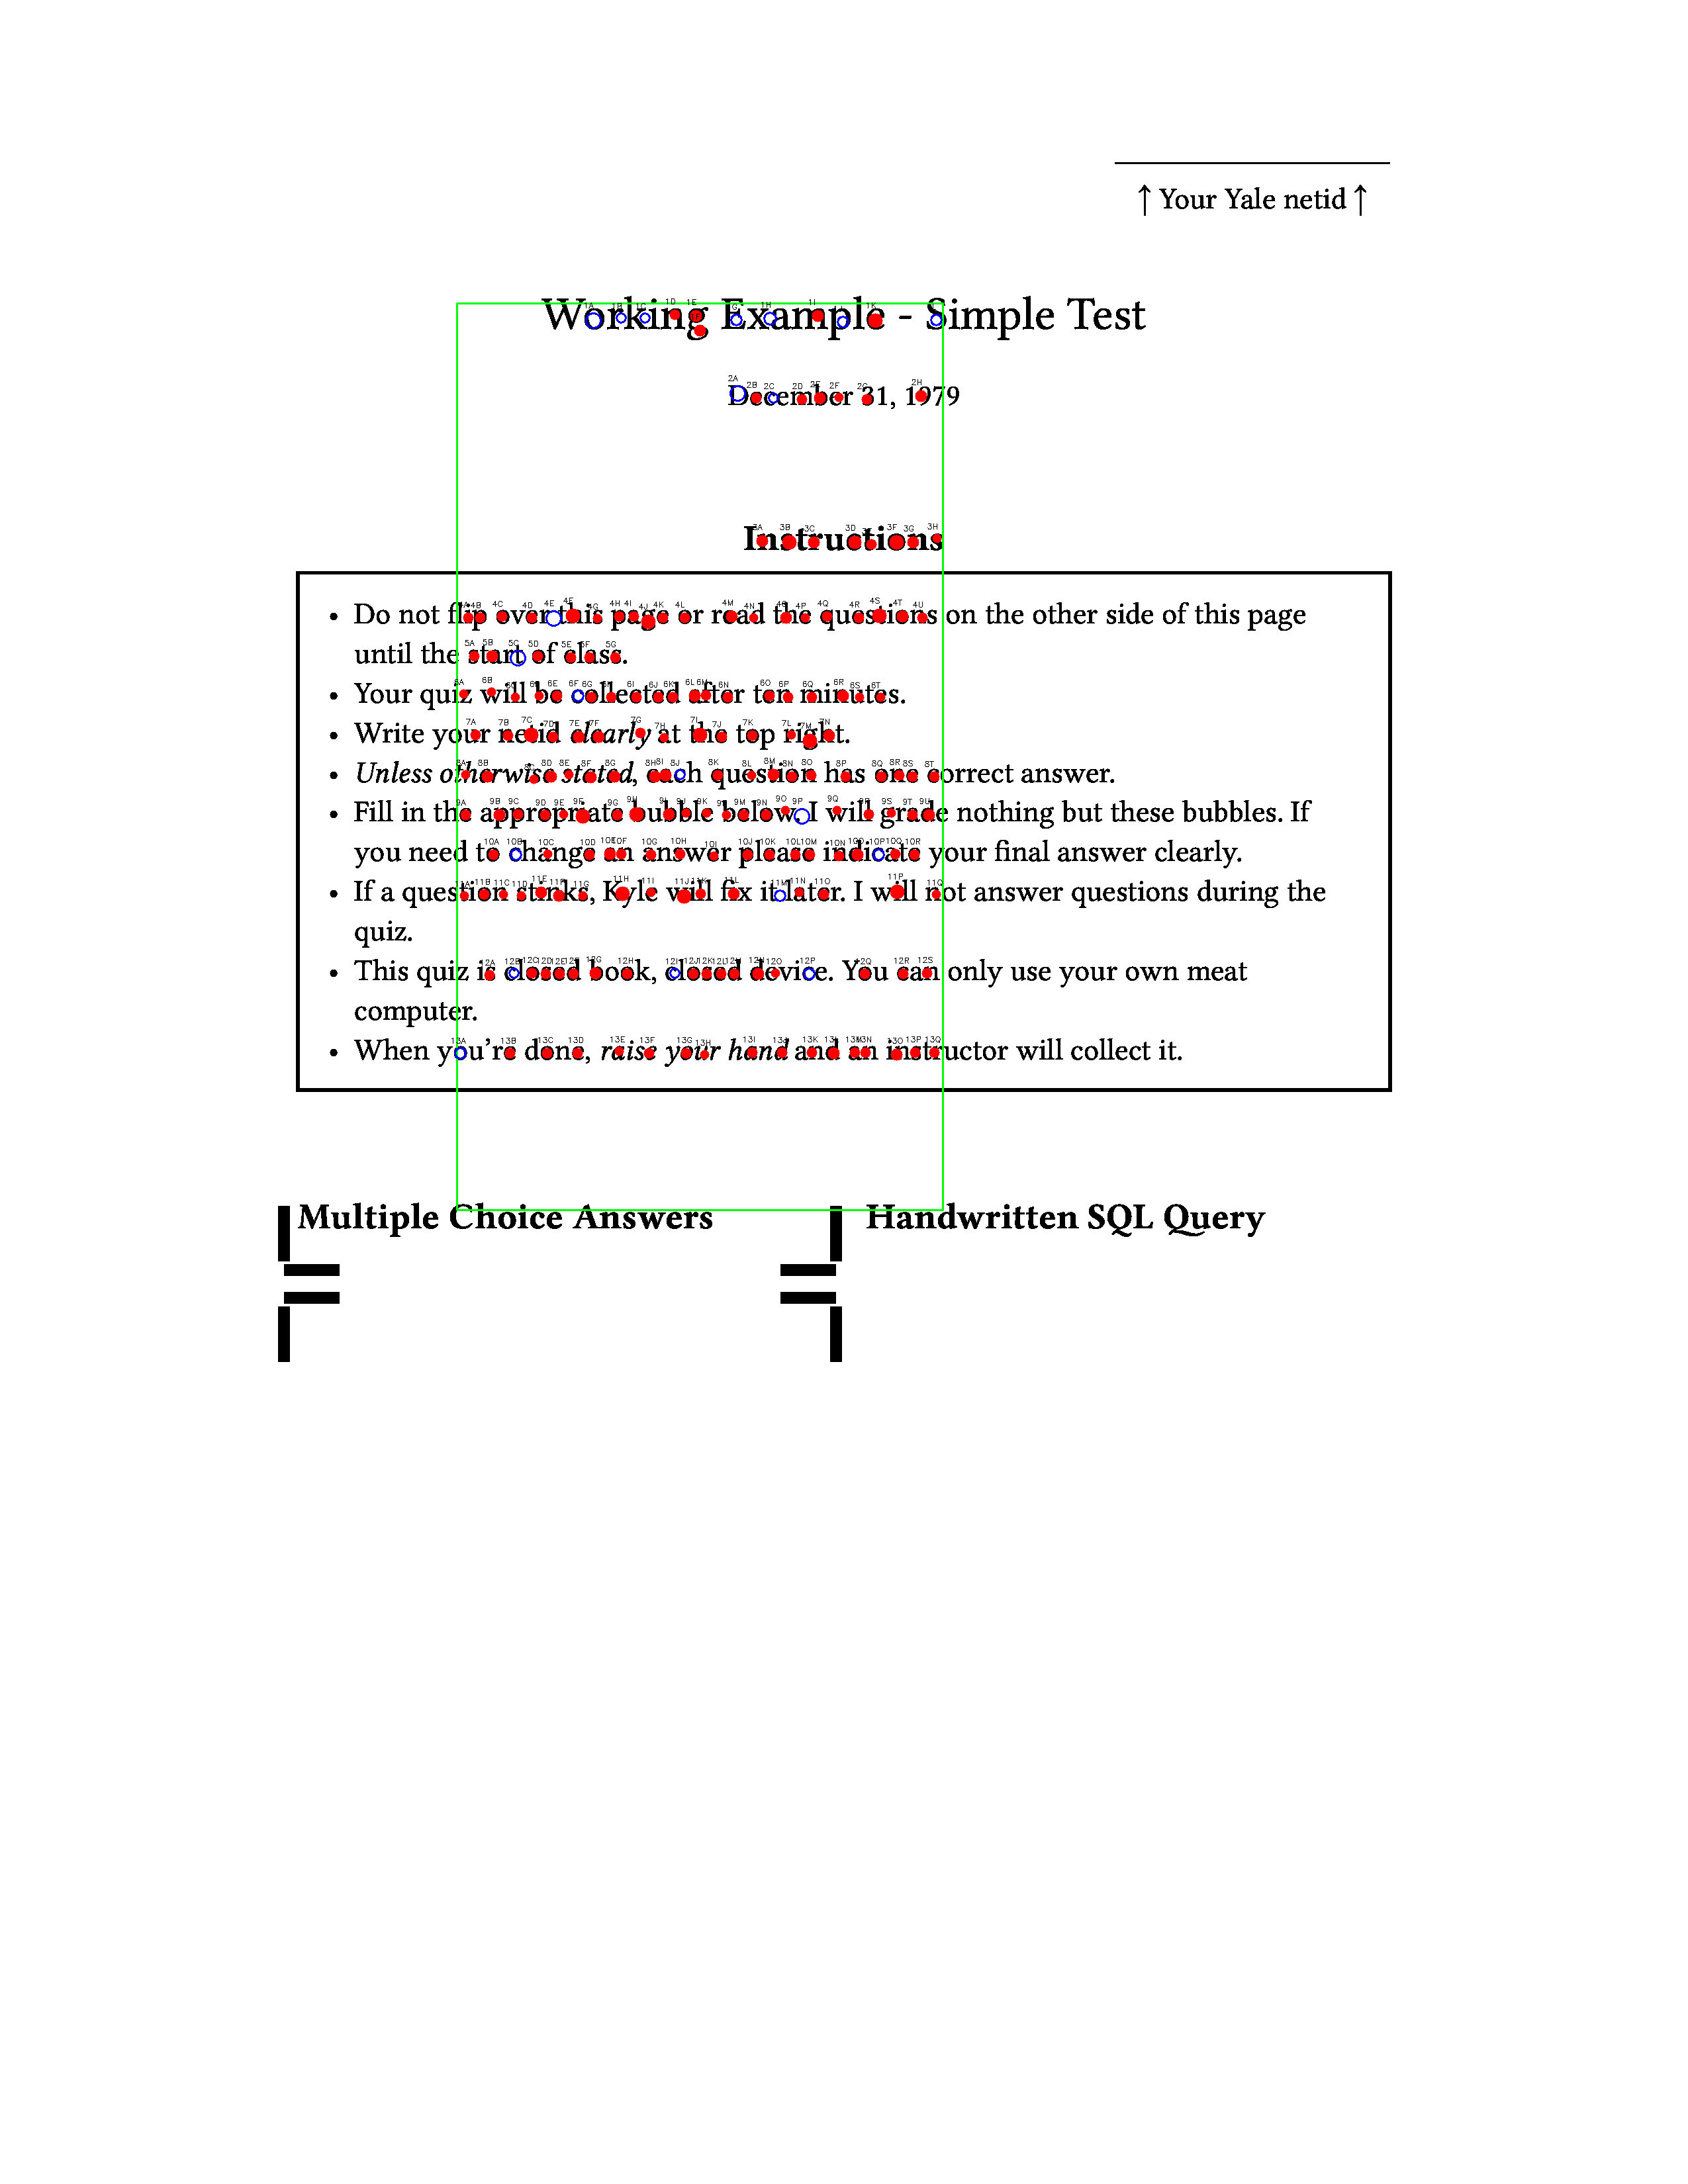 ↑ Your Yale netid ↑
Working Example - Simple Test
December 31, 1979
Instructions
• Do not flip over this page or read the questions on the other side of this page
until the start of class.
• Your quiz will be collected after ten minutes.
• Write your netid clearly at the top right.
• Unless otherwise stated, each question has one correct answer.
• Fill in the appropriate bubble below. I will grade nothing but these bubbles. If
you need to change an answer please indicate your final answer clearly.
• If a question stinks, Kyle will fix it later. I will not answer questions during the
quiz.
• This quiz is closed book, closed device. You can only use your own meat
computer.
• When you're done, raise your hand and an instructor will collect it.
Multiple Choice Answers
Handwritten SQL Query